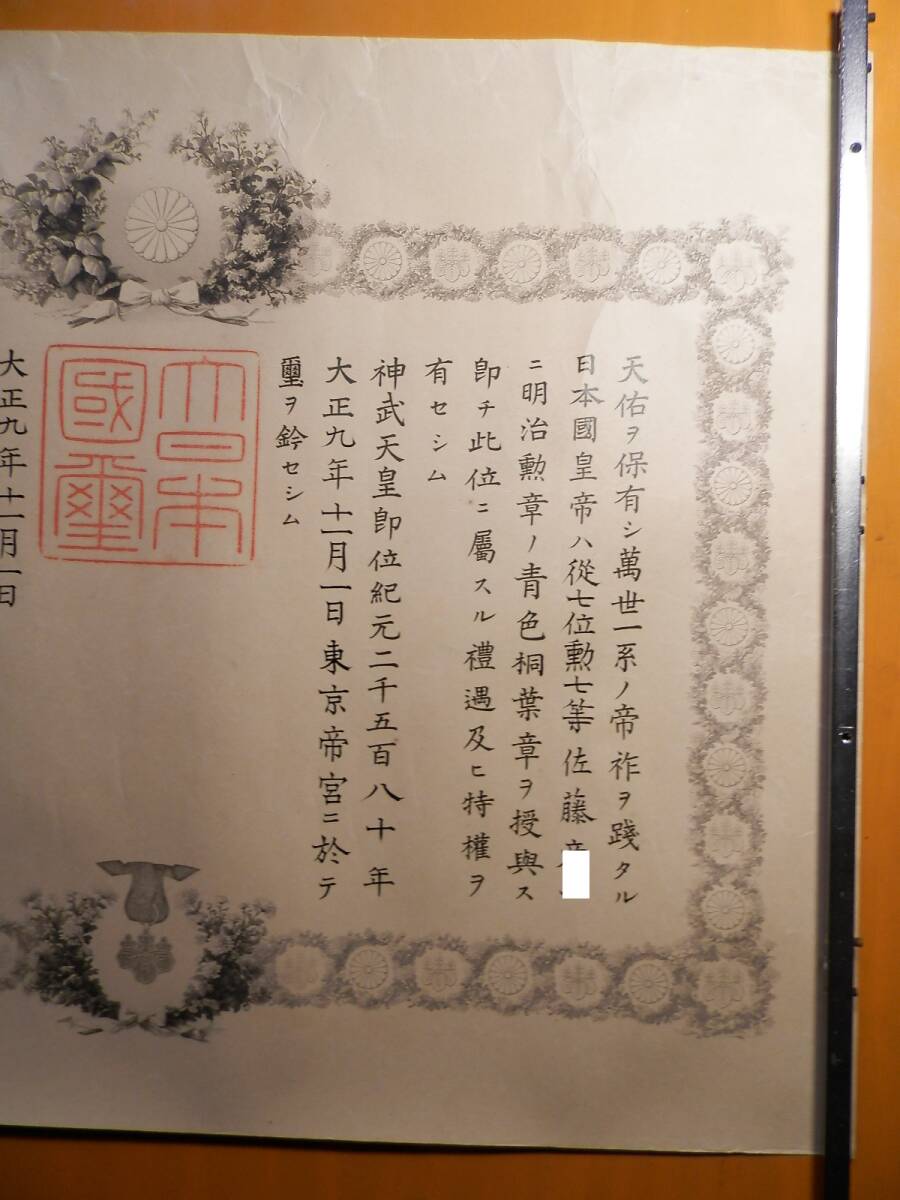 天佑ヲ保有シ萬世一系ノ帝祚ヲ踐タル
日本國皇帝ハ從七位勲七等佐藤
ニ明治勲章ノ青色桐葉章ヲ授與ス
卽チ此位ニ屬スル禮遇及ヒ特權ヲ
有セシム
神武天皇卽位紀元二千五百八十年
大正九年十一月一日東京帝宮ニ於テ
璽ヲ鈐セシム
大日本
國璽
大正九年十一月一日